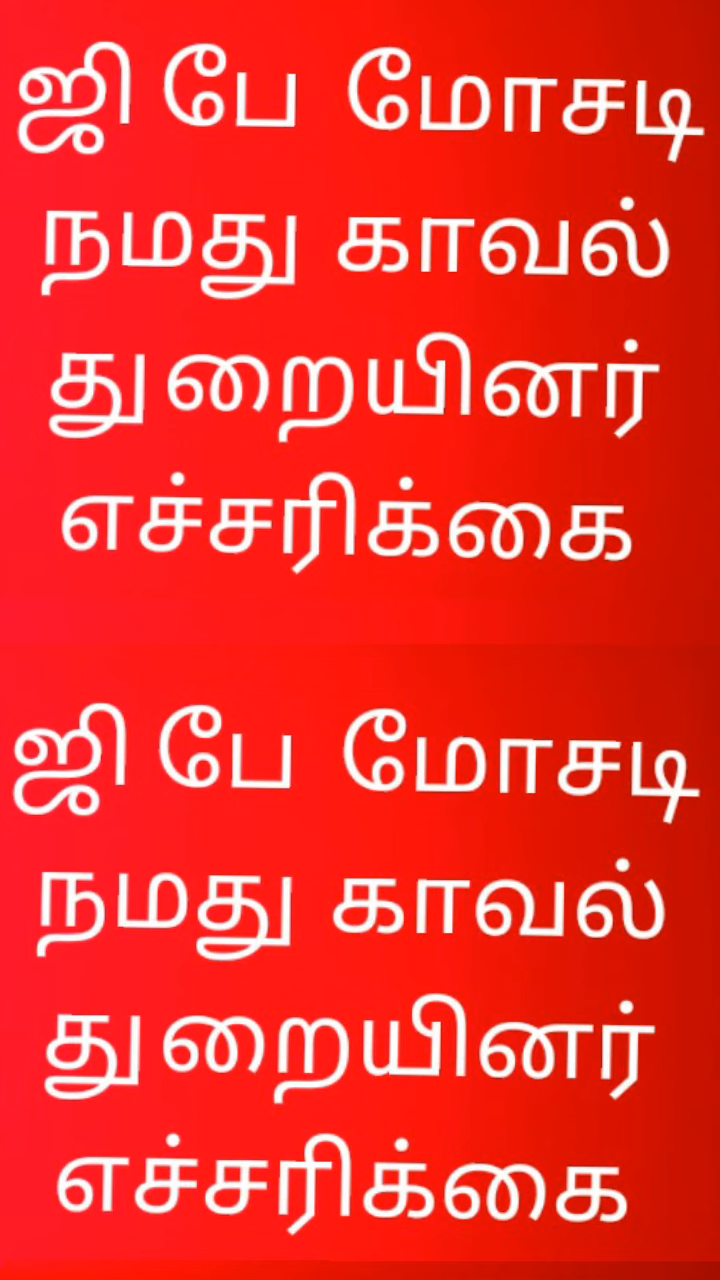 ஜி பே மோசடி
நமது காவல்
துறையினர்
எச்சரிக்கை
ஜி பே மோசடி
நமது காவல்
துறையினர்
எச்சரிக்கை